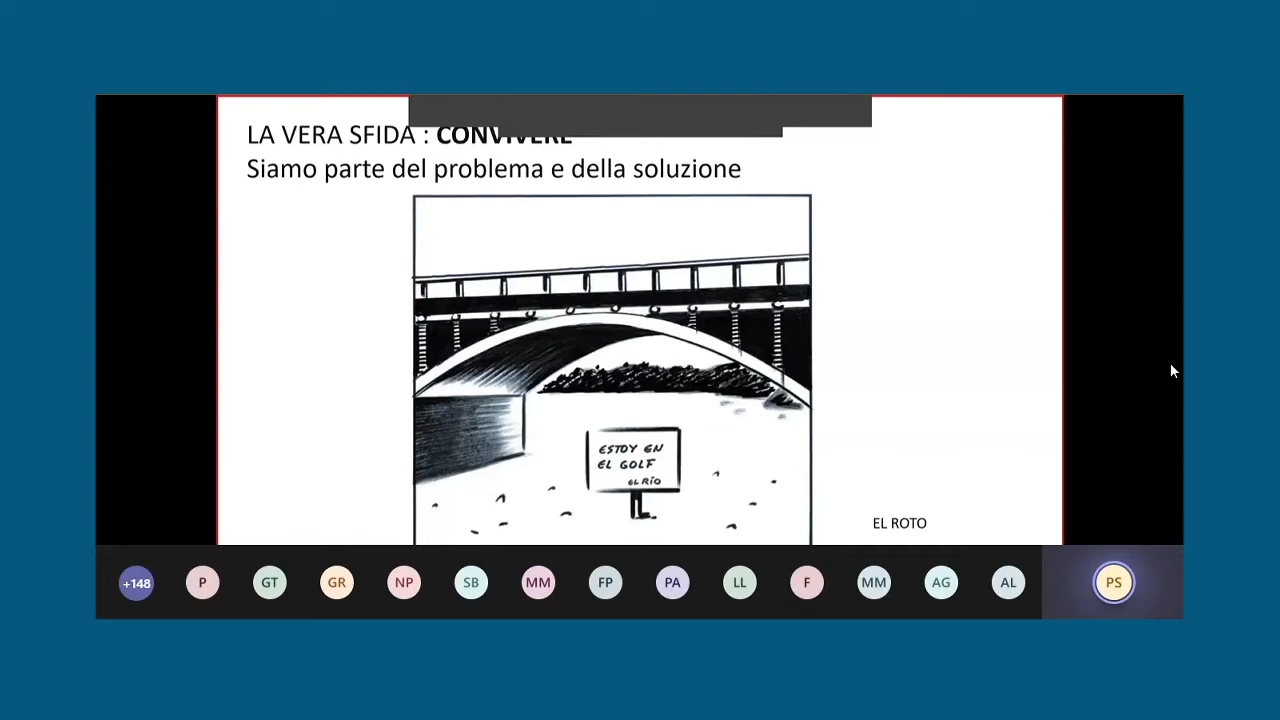 LA VERA SFIDA : CONVIVERE
Siamo parte del problema e della soluzione
ESTOY EN
EL GOLF
EL RÍO
EL ROTO
+148
P
GT
GR
NP
SB
MM
FP
PA
LL
F
MM
AG
AL
PS